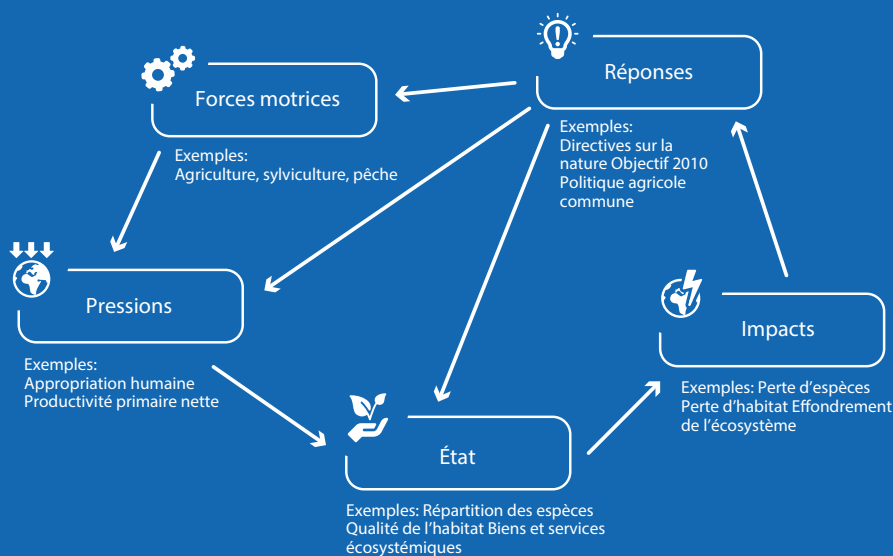 Réponses
Exemples:
Directives sur la
nature Objectif 2010
Politique agricole
commune
Forces motrices
Exemples:
Agriculture, sylviculture, pêche
Pressions
Exemples:
Appropriation humaine
Productivité primaire nette
État
Exemples: Répartition des espèces
Qualité de l'habitat Biens et services
écosystémiques
Impacts
Exemples: Perte d'espèces
Perte d'habitat Effondrement
de l'écosystème